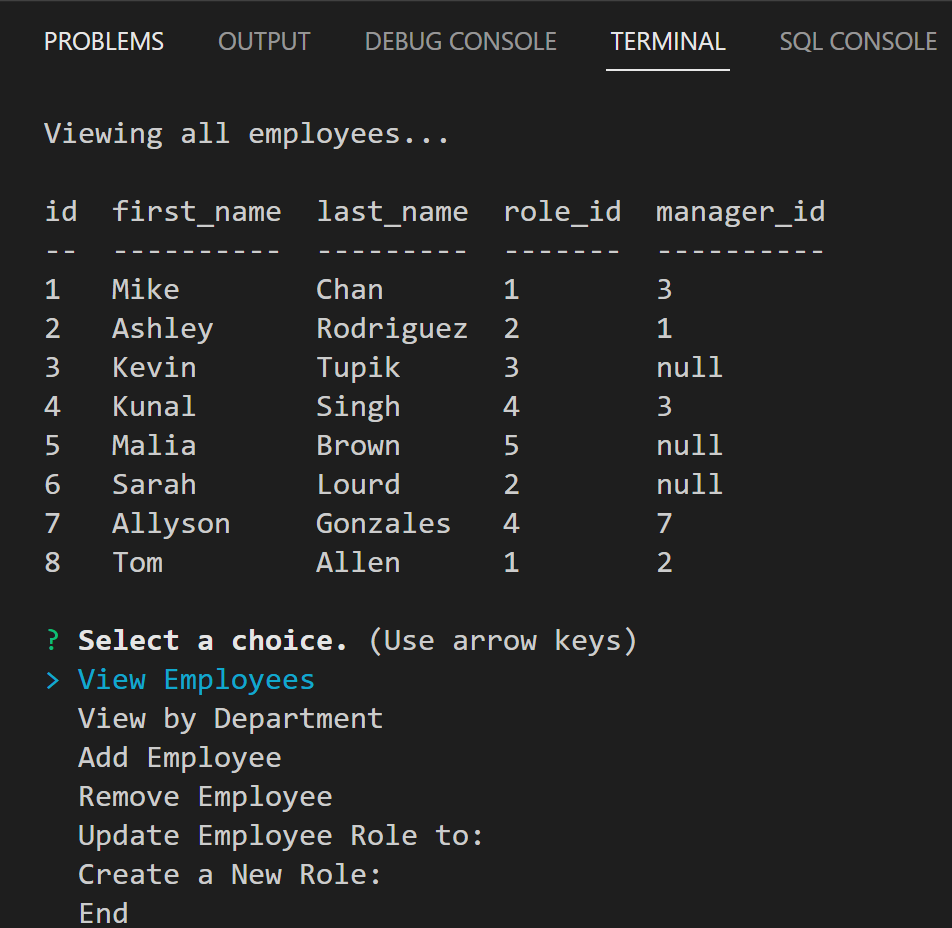 PROBLEMS OUTPUT DEBUG CONSOLE TERMINAL SQL CONSOLE
Viewing all employees...
id  first_name  last_name  role_id  manager_id
--  ----------  ---------  -------  ----------
1   Mike        Chan       1        3
2   Ashley      Rodriguez  2        1
3   Kevin       Tupik      3        null
4   Kunal       Singh      4        3
5   Malia       Brown      5        null
6   Sarah       Lourd      2        null
7   Allyson     Gonzales   4        7
8   Tom         Allen      1        2
? Select a choice. (Use arrow keys)
> View Employees
  View by Department
  Add Employee
  Remove Employee
  Update Employee Role to:
  Create a New Role:
  End